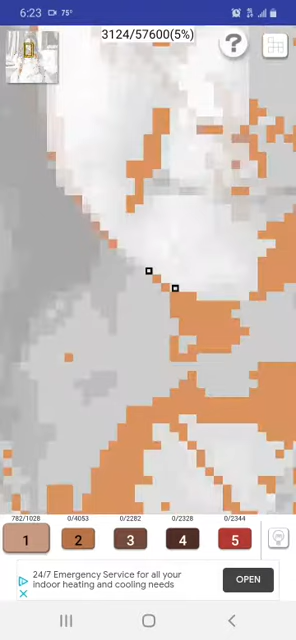 6:23 75°
3124/57600(5%)
?
782/1028 0/4053 0/2282 0/2328 0/2344
1 2 3 4 5
24/7 Emergency Service for all your
indoor heating and cooling needs
OPEN